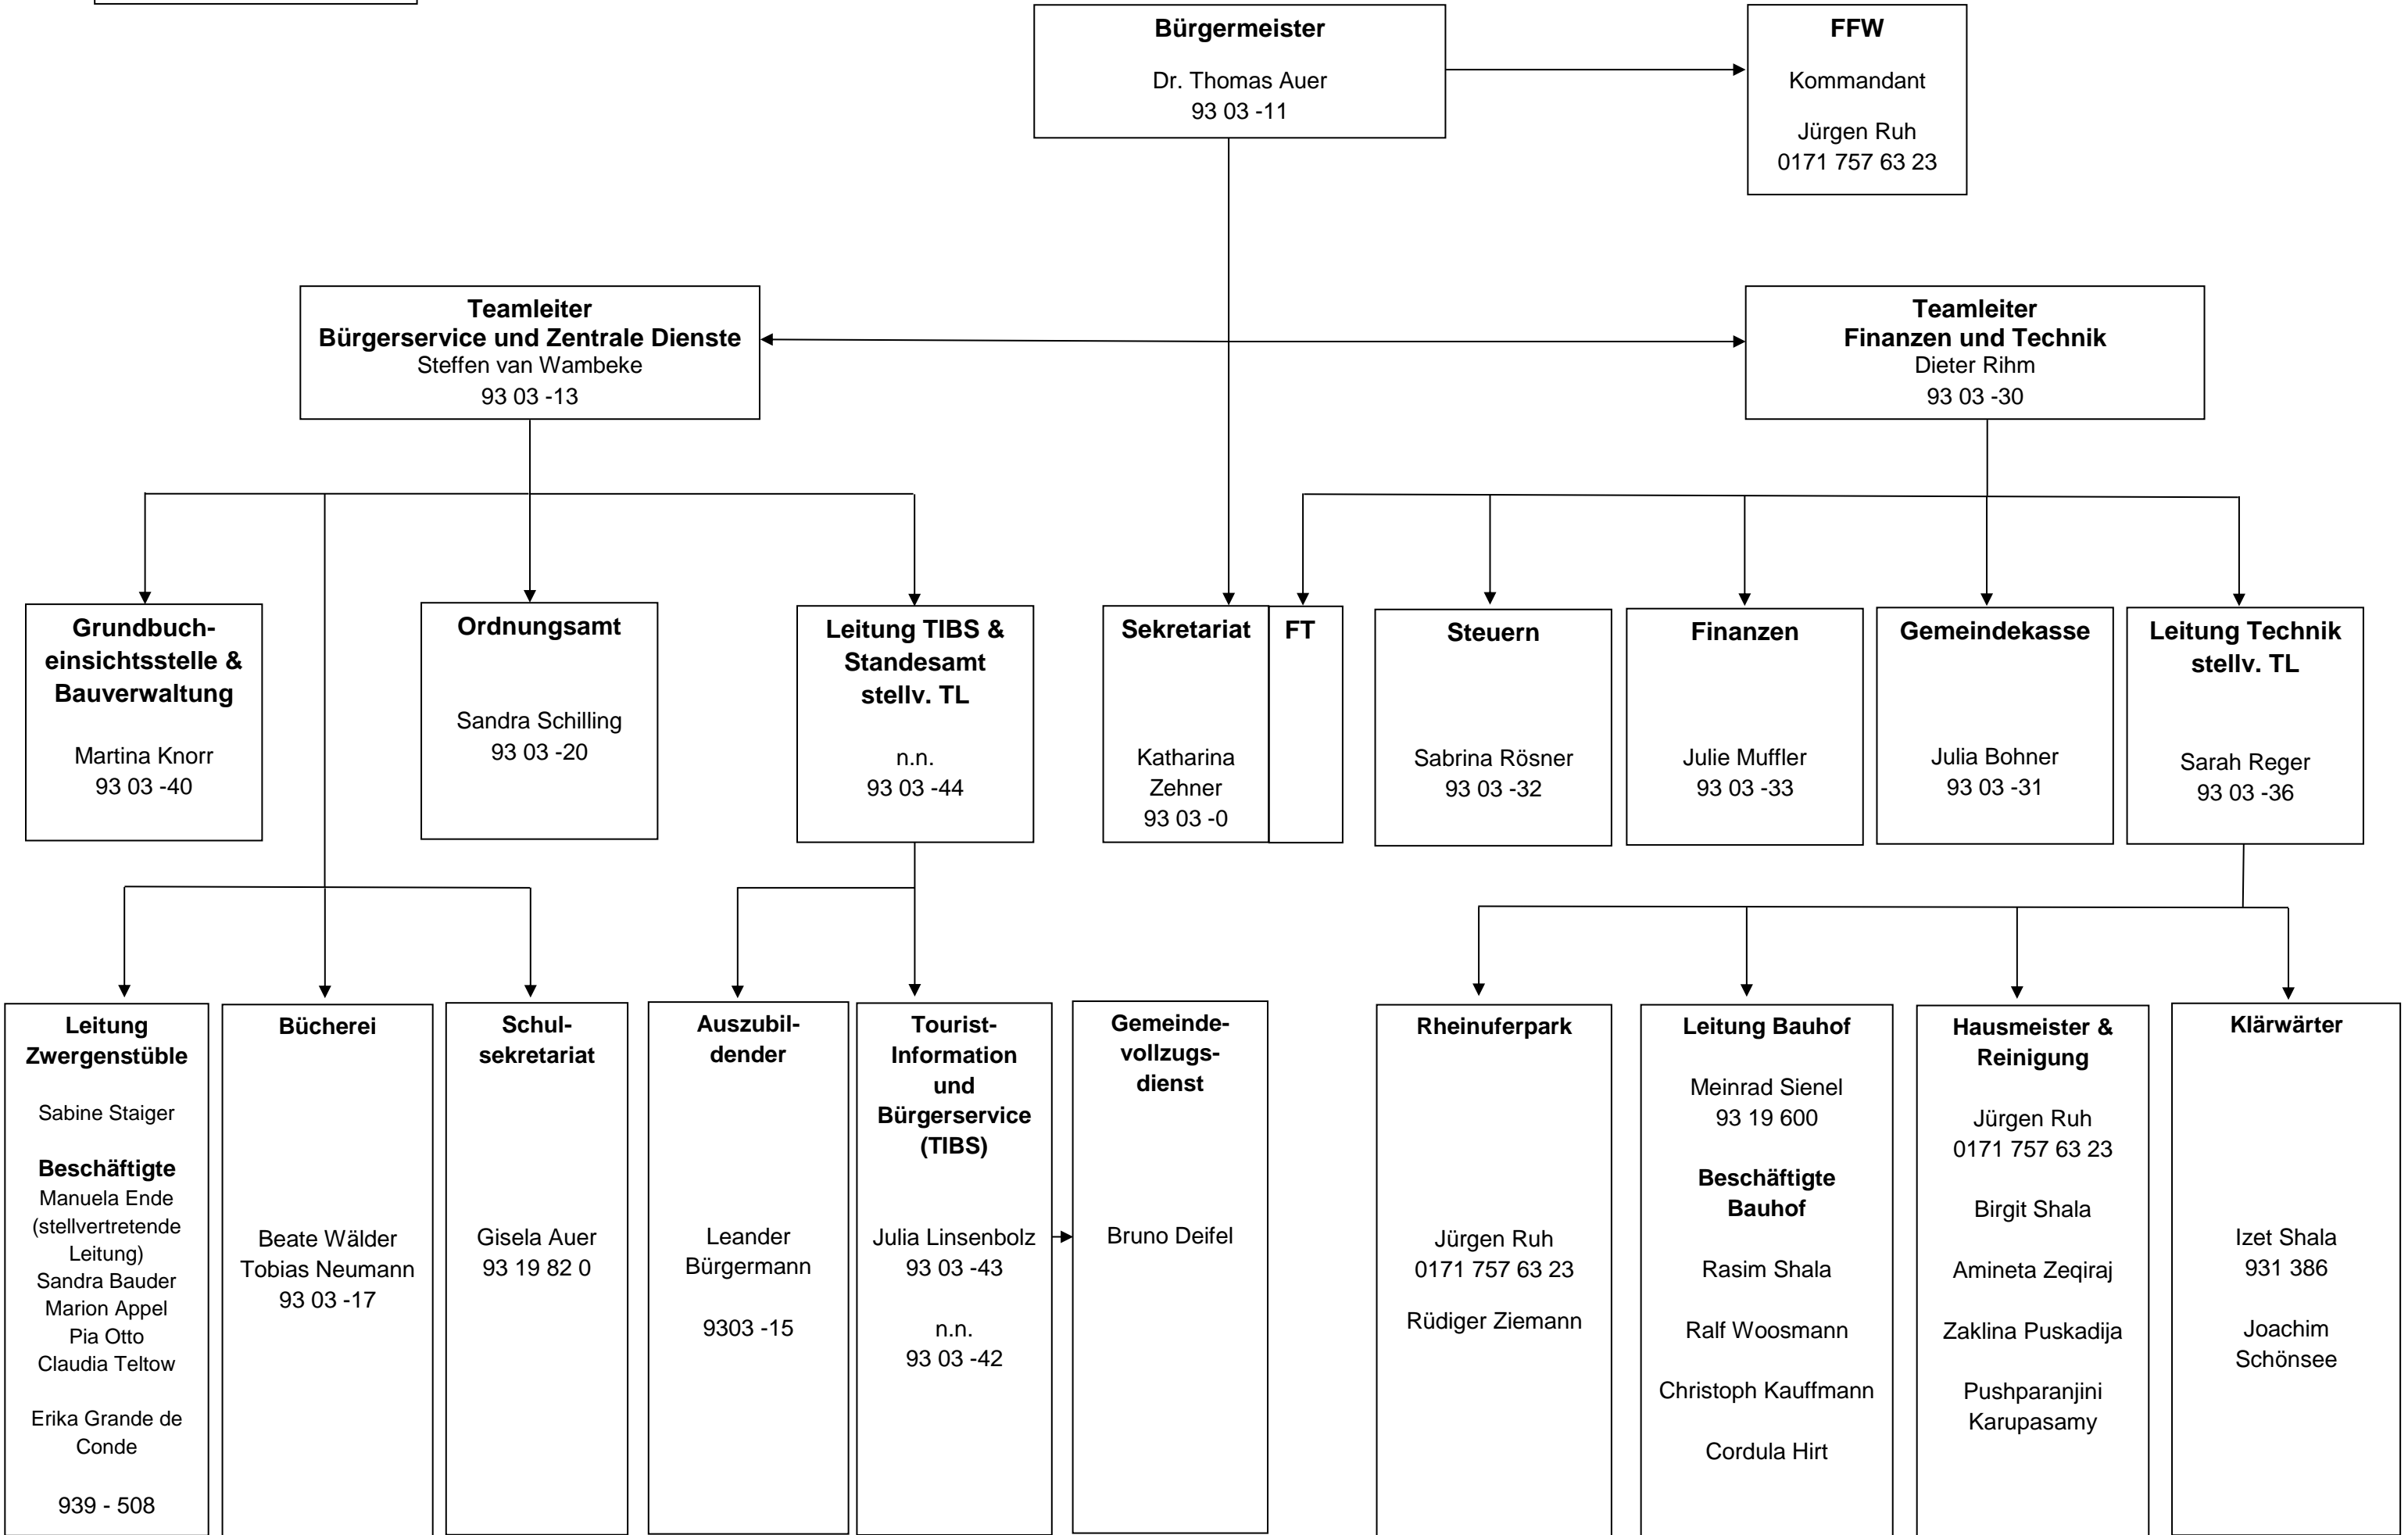 Bürgermeister
Dr. Thomas Auer
93 03 -11
FFW
Kommandant
Jürgen Ruh
0171 757 63 23
Teamleiter
Bürgerservice und Zentrale Dienste
Steffen van Wambeke
93 03 -13
Teamleiter
Finanzen und Technik
Dieter Rihm
93 03 -30
Grundbuch-
einsichtsstelle &
Bauverwaltung
Martina Knorr
93 03 -40
Ordnungsamt
Sandra Schilling
93 03 -20
Leitung TIBS &
Standesamt
stellv. TL
n.n.
93 03 -44
Sekretariat
Katharina
Zehner
93 03 -0
FT
Steuern
Sabrina Rösner
93 03 -32
Finanzen
Julie Muffler
93 03 -33
Gemeindekasse
Julia Bohner
93 03 -31
Leitung Technik
stellv. TL
Sarah Reger
93 03 -36
Leitung
Zwergenstüble
Sabine Staiger
Beschäftigte
Manuela Ende
(stellvertretende
Leitung)
Sandra Bauder
Marion Appel
Pia Otto
Claudia Teltow
Erika Grande de
Conde
939 - 508
Bücherei
Beate Wälder
Tobias Neumann
93 03 -17
Schul-
sekretariat
Gisela Auer
93 19 82 0
Auszubil-
dender
Leander
Bürgermann
9303 -15
Tourist-
Information
und
Bürgerservice
(TIBS)
Julia Linsenbolz
93 03 -43
n.n.
93 03 -42
Gemeinde-
vollzugs-
dienst
Bruno Deifel
Rheinuferpark
Jürgen Ruh
0171 757 63 23
Rüdiger Ziemann
Leitung Bauhof
Meinrad Sienel
93 19 600
Beschäftigte
Bauhof
Rasim Shala
Ralf Woosmann
Christoph Kauffmann
Cordula Hirt
Hausmeister &
Reinigung
Jürgen Ruh
0171 757 63 23
Birgit Shala
Amineta Zeqiraj
Zaklina Puskadija
Pushparanjini
Karupasamy
Klärwärter
Izet Shala
931 386
Joachim
Schönsee